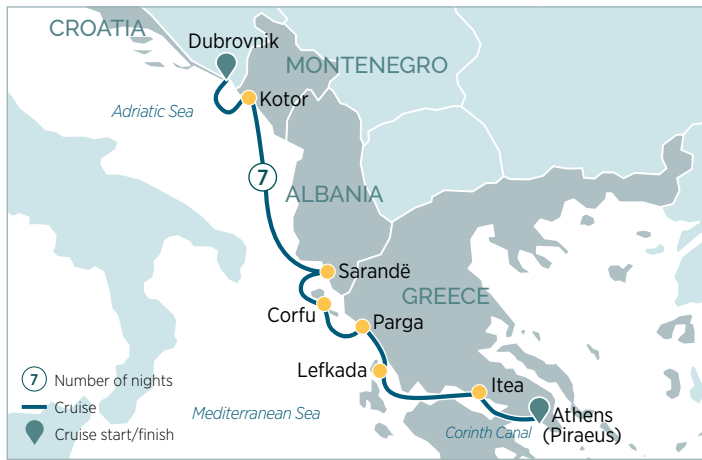 CROATIA
Dubrovnik
MONTENEGRO
Kotor
Adriatic Sea
7
ALBANIA
Sarandë
GREECE
Corfu
Parga
Lefkada
Itea
7 Number of nights
Cruise
Mediterranean Sea
Corinth Canal
Athens
(Piraeus)
Cruise start/finish